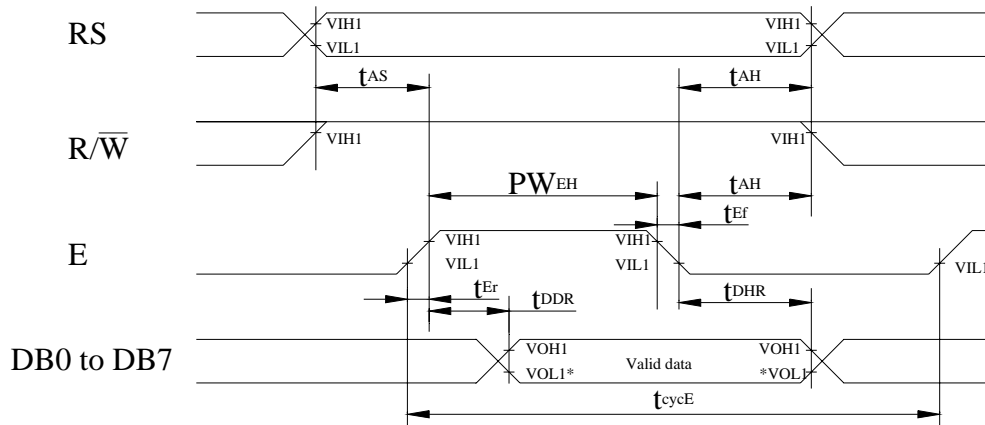 RS
VIH1 VIH1
VIL1 VIL1
tAS tAH
R/W̅
VIH1 VIH1
PWEH tAH
tEf
E
VIH1 VIH1
VIL1 VIL1 VIL1
tEr tDDR tDHR
DB0 to DB7
VOH1 Valid data VOH1
VOL1* *VOL1
tcycE